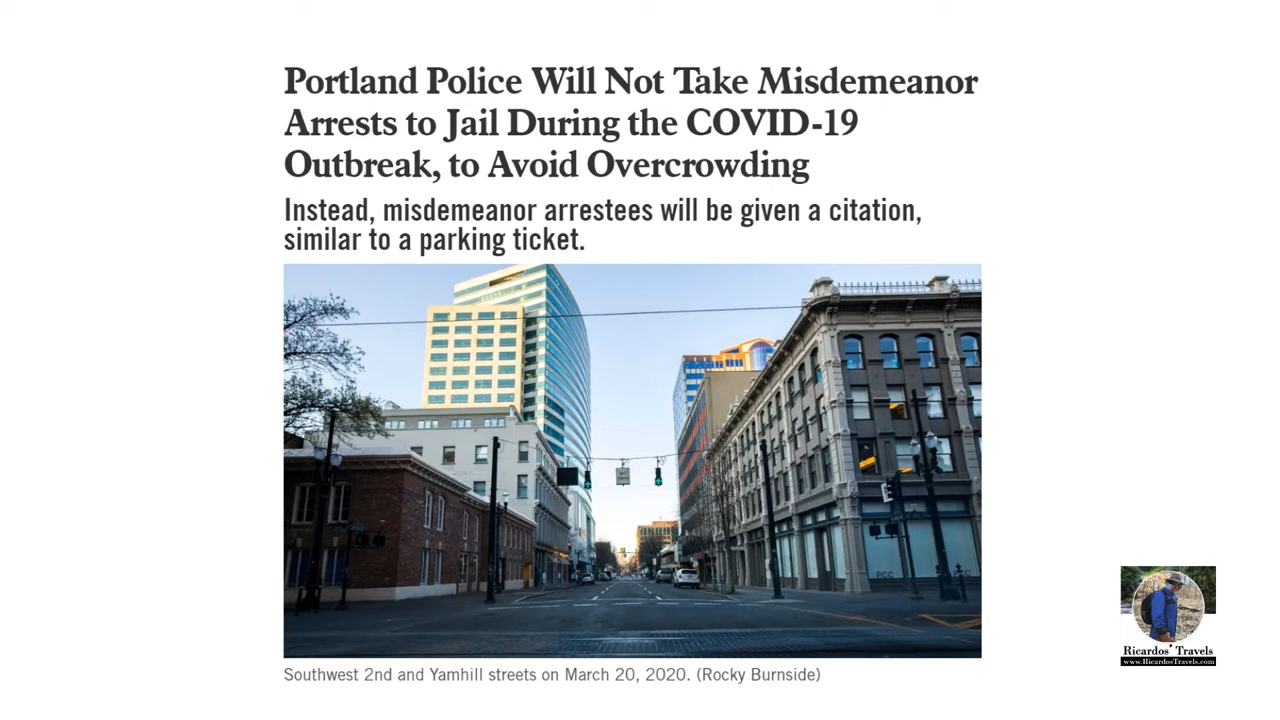 Portland Police Will Not Take Misdemeanor
Arrests to Jail During the COVID-19
Outbreak, to Avoid Overcrowding
Instead, misdemeanor arrestees will be given a citation,
similar to a parking ticket.
PCC
Southwest 2nd and Yamhill streets on March 20, 2020. (Rocky Burnside)
Ricardos' Travels
www.RicardosTravels.com